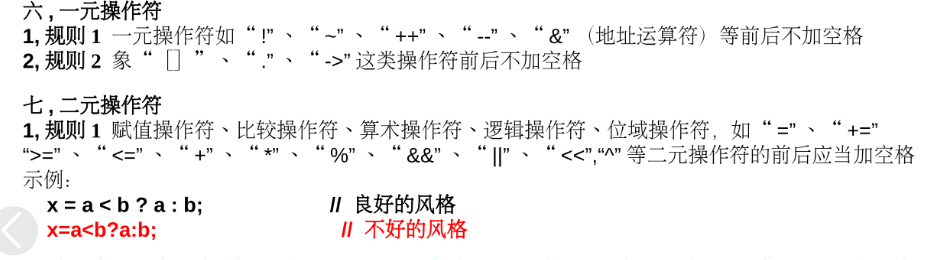 六 , 一元操作符
1, 规则 1 一元操作符如“ !” 、“ ~” 、“ ++” 、“ --” 、“ &” （地址运算符）等前后不加空格
2, 规则 2 象“ [] ” 、“ .” 、“ ->” 这类操作符前后不加空格
七 , 二元操作符
1, 规则 1 赋值操作符、比较操作符、算术操作符、逻辑操作符、位域操作符，如“ =” 、“ +=”
“>=” 、“ <=” 、“ +” 、“ *” 、“ %” 、“ &&” 、“ ||” 、“ <<”,“^” 等二元操作符的前后应当加空格
示例：
x = a < b ? a : b; // 良好的风格
x=a<b?a:b; // 不好的风格